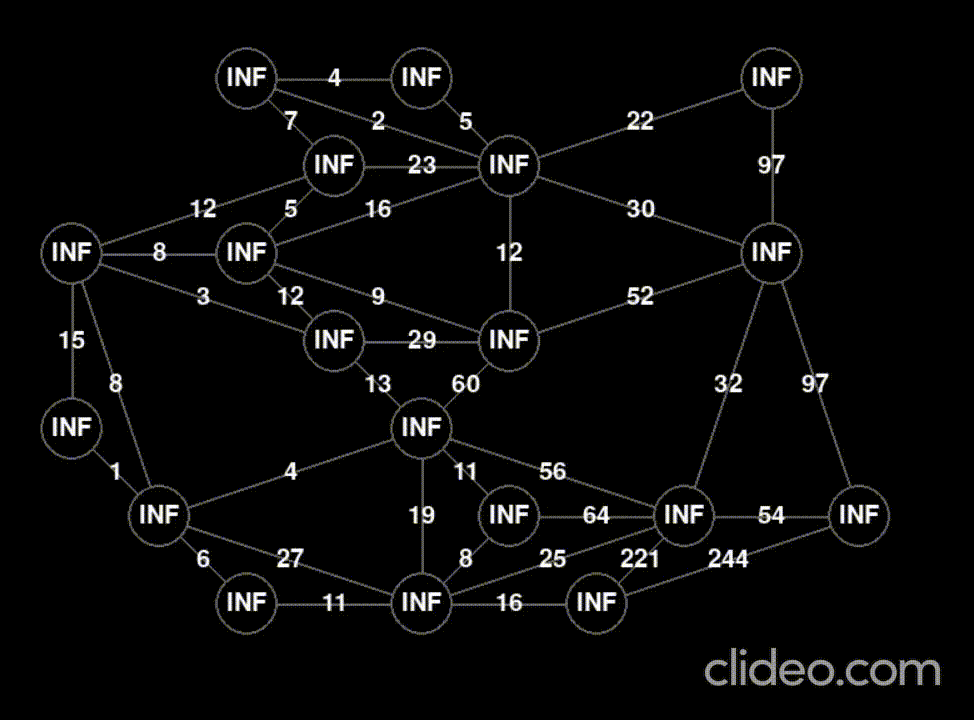 INF 4 INF INF
7 2 5 22
INF 23 INF 97
12 5 16 30
INF 8 INF 12 INF
3 12 9 52
15 INF 29 INF
8 13 60 32 97
INF INF
1 4 11 56
INF 19 INF 64 INF 54 INF
6 27 8 25 221 244
INF 11 INF 16 INF
clideo.com